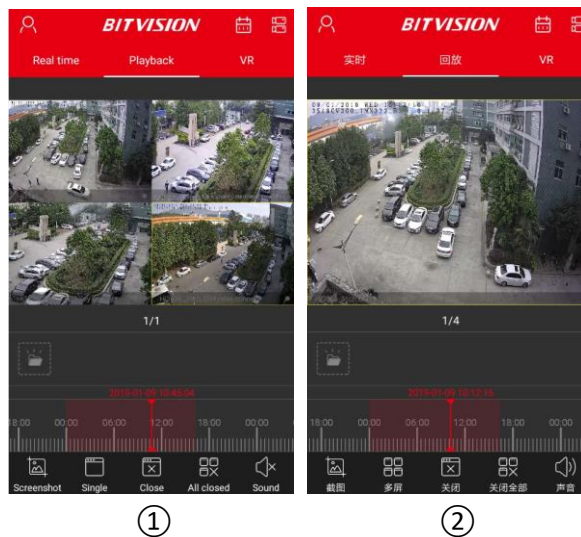 BITVISION
Real time Playback VR
1/1
2019-01-09 10:46:04
18:00 00:00 06:00 12:00 18:00 00:00
Screenshot Single Close All closed Sound
①
BITVISION
实时 回放 VR
1/4
2019-01-09 10:12:15
18:00 00:00 06:00 12:00 18:00 00:00
截图 多屏 关闭 关闭全部 声音
②